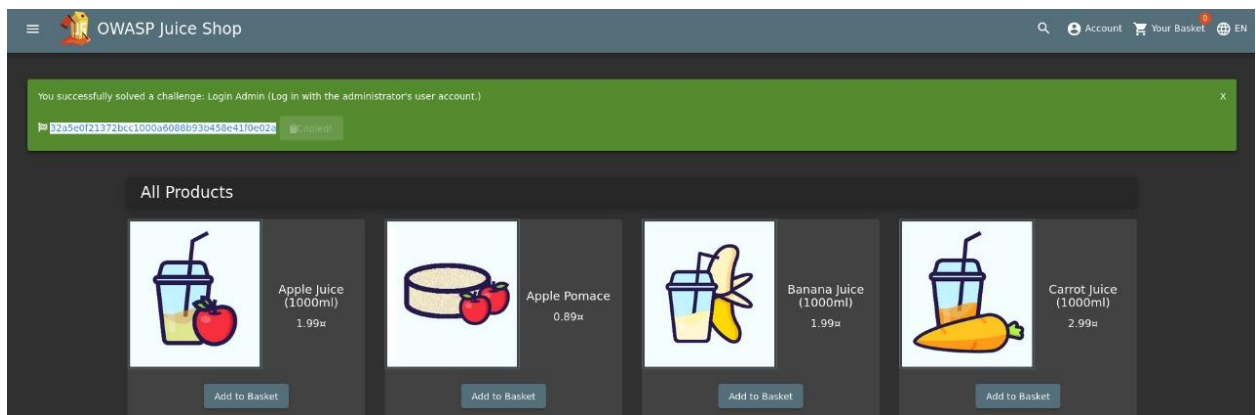 OWASP Juice Shop
Account
0
Your Basket
EN
You successfully solved a challenge: Login Admin (Log in with the administrator's user account.)
X
32a5e0f21372bcc1000a6088b93b458e41f0e02a
Copied!
All Products
Apple Juice
(1000ml)
1.99¤
Add to Basket
Apple Pomace
0.89¤
Add to Basket
Banana Juice
(1000ml)
1.99¤
Add to Basket
Carrot Juice
(1000ml)
2.99¤
Add to Basket